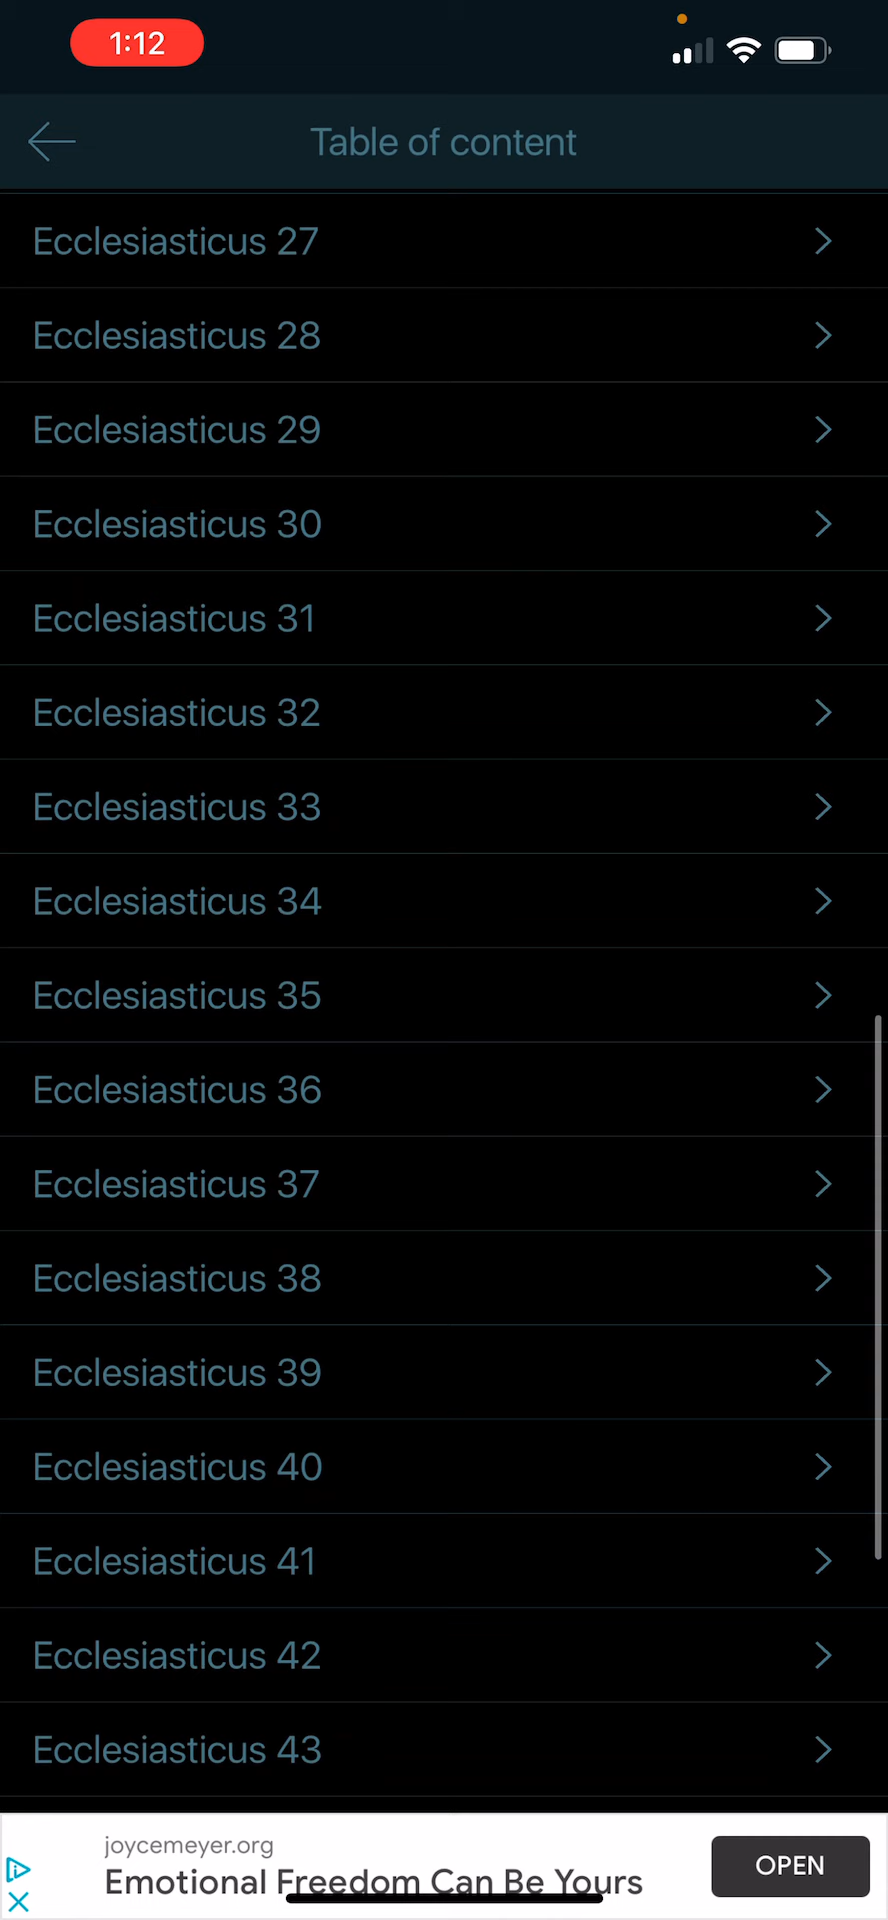 1:12
Table of content
Ecclesiasticus 27
Ecclesiasticus 28
Ecclesiasticus 29
Ecclesiasticus 30
Ecclesiasticus 31
Ecclesiasticus 32
Ecclesiasticus 33
Ecclesiasticus 34
Ecclesiasticus 35
Ecclesiasticus 36
Ecclesiasticus 37
Ecclesiasticus 38
Ecclesiasticus 39
Ecclesiasticus 40
Ecclesiasticus 41
Ecclesiasticus 42
Ecclesiasticus 43
joycemeyer.org
Emotional Freedom Can Be Yours
OPEN